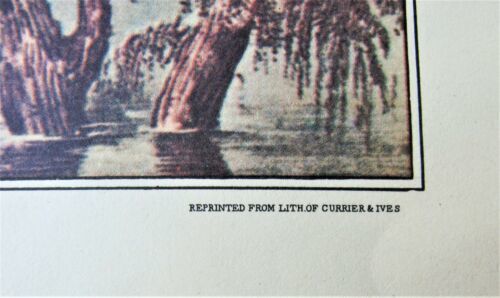 REPRINTED FROM LITH.OF CURRIER & IVES